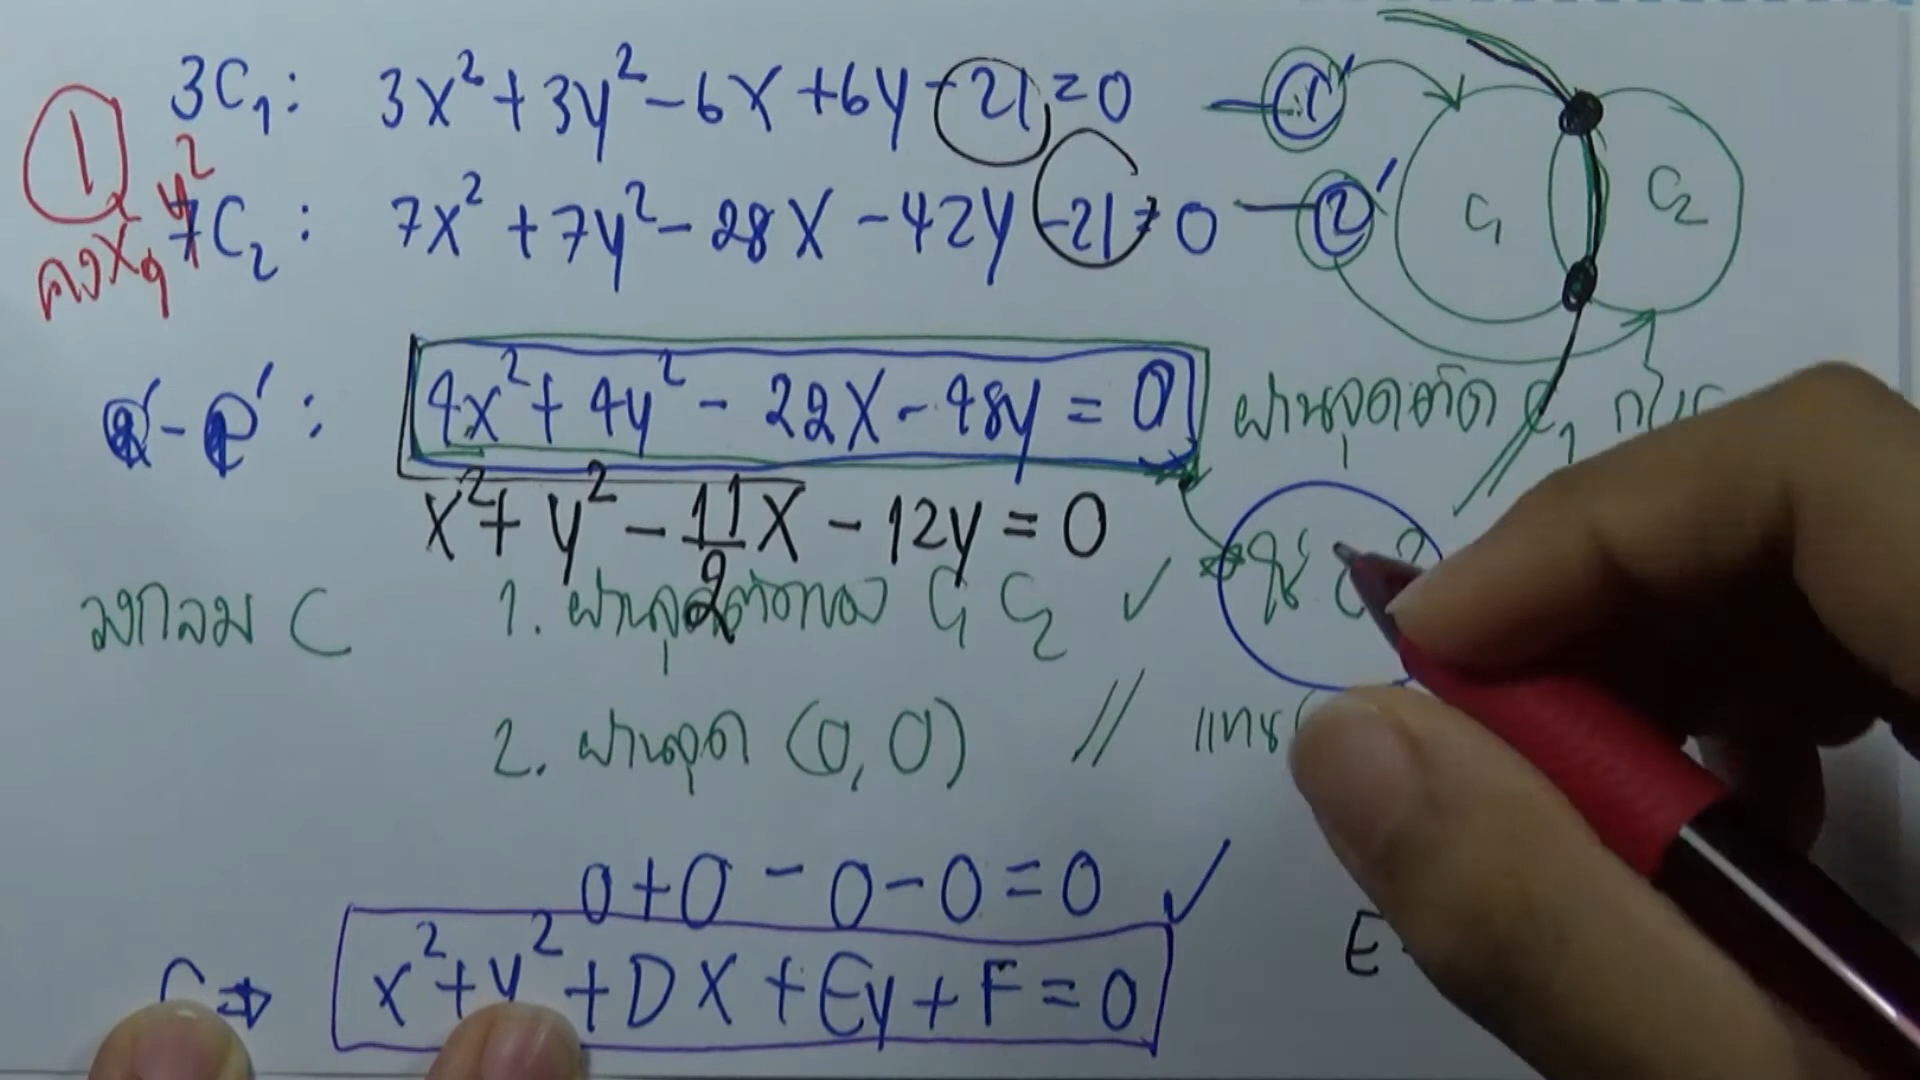 3C₁ : 3x² + 3y² - 6x + 6y - 21 = 0 — 1'
1
7C₂ : 7x² + 7y² - 28x - 42y - 21 = 0 — 2'
C₁ C₂
2' - 1' : 4x² + 4y² - 22x - 48y = 0 ผ่านจุดตัด C₁ กับ
x² + y² - 11/2 x - 12y = 0
วงกลม C 1. ผ่านจุดตัดของ C₁ C₂ ✓
2. ผ่านจุด (0,0) // แทน
0 + 0 - 0 - 0 = 0 ✓
C ⇒ x² + y² + Dx + Ey + F = 0
E